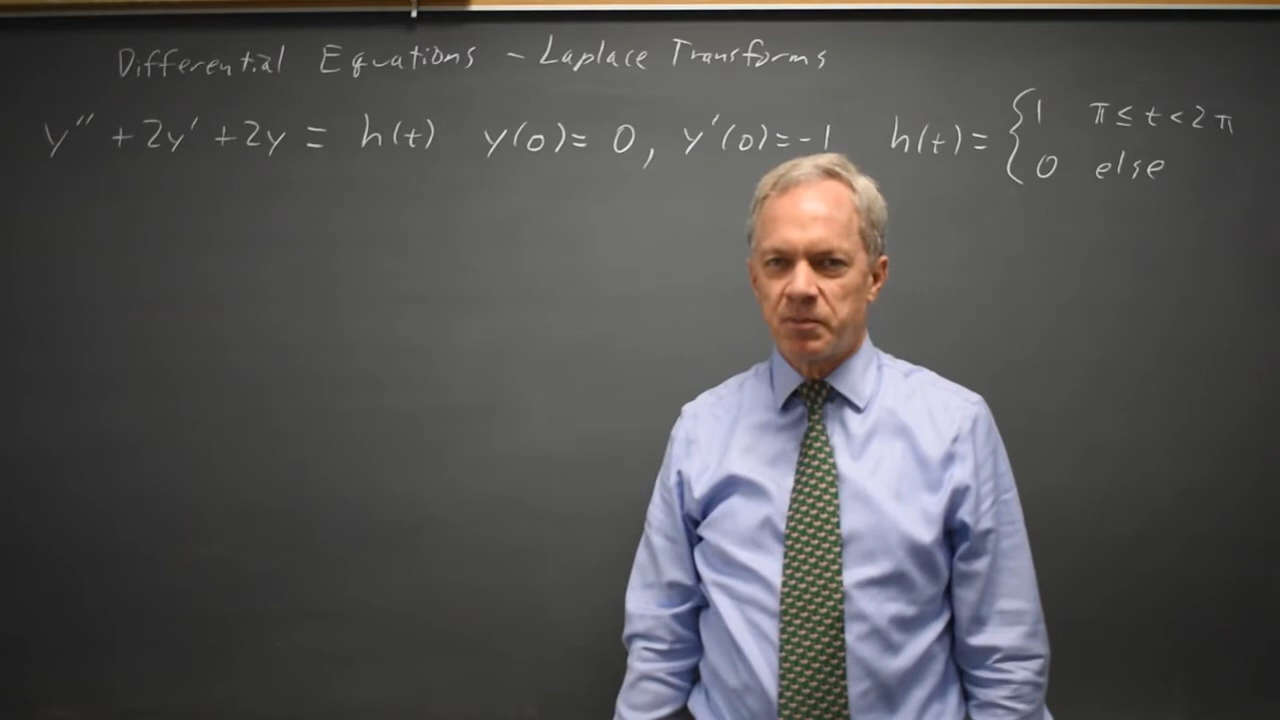 Differential Equations - Laplace Transforms
y'' + 2y' + 2y = h(t) y(0) = 0, y'(0) = -1 h(t) = { 1 π ≤ t < 2π
0 else